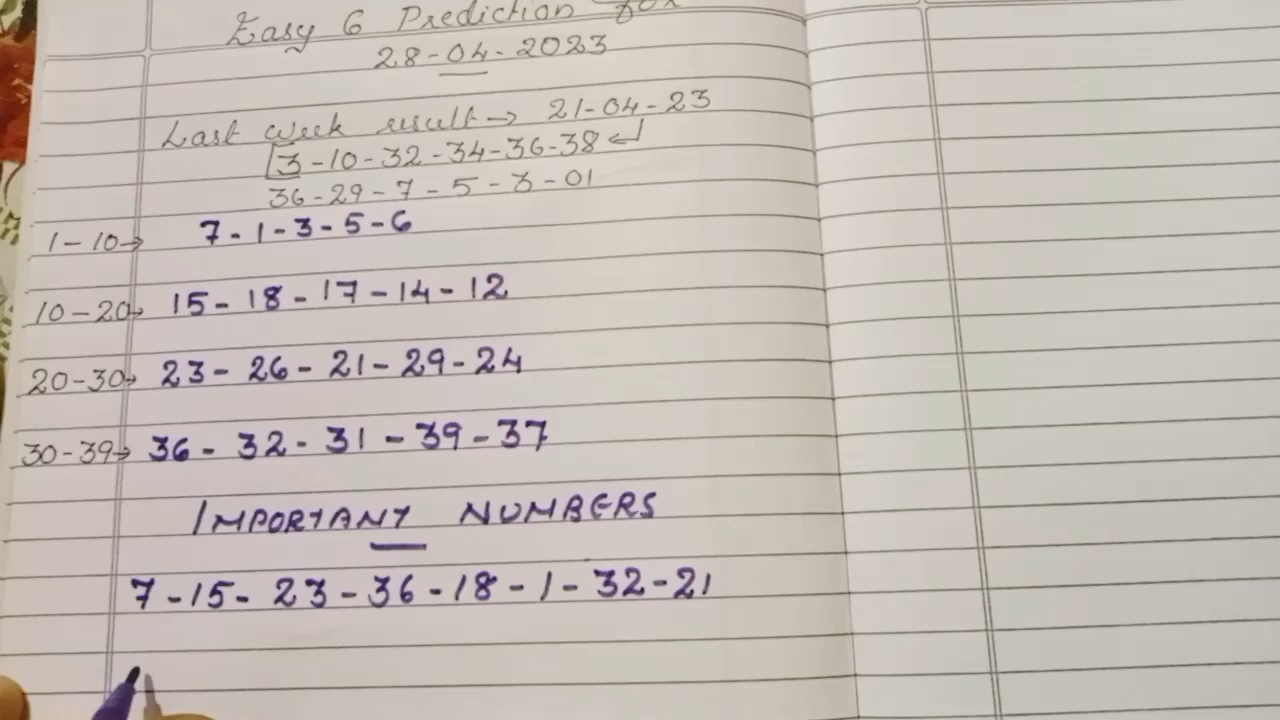 Easy 6 Prediction for
28-04-2023
Last week result → 21-04-23
3-10-32-34-36-38
36-29-7-5-3-01
1-10→ 7-1-3-5-6
10-20→ 15-18-17-14-12
20-30→ 23-26-21-29-24
30-39→ 36-32-31-39-37
IMPORTANT NUMBERS
7-15-23-36-18-1-32-21